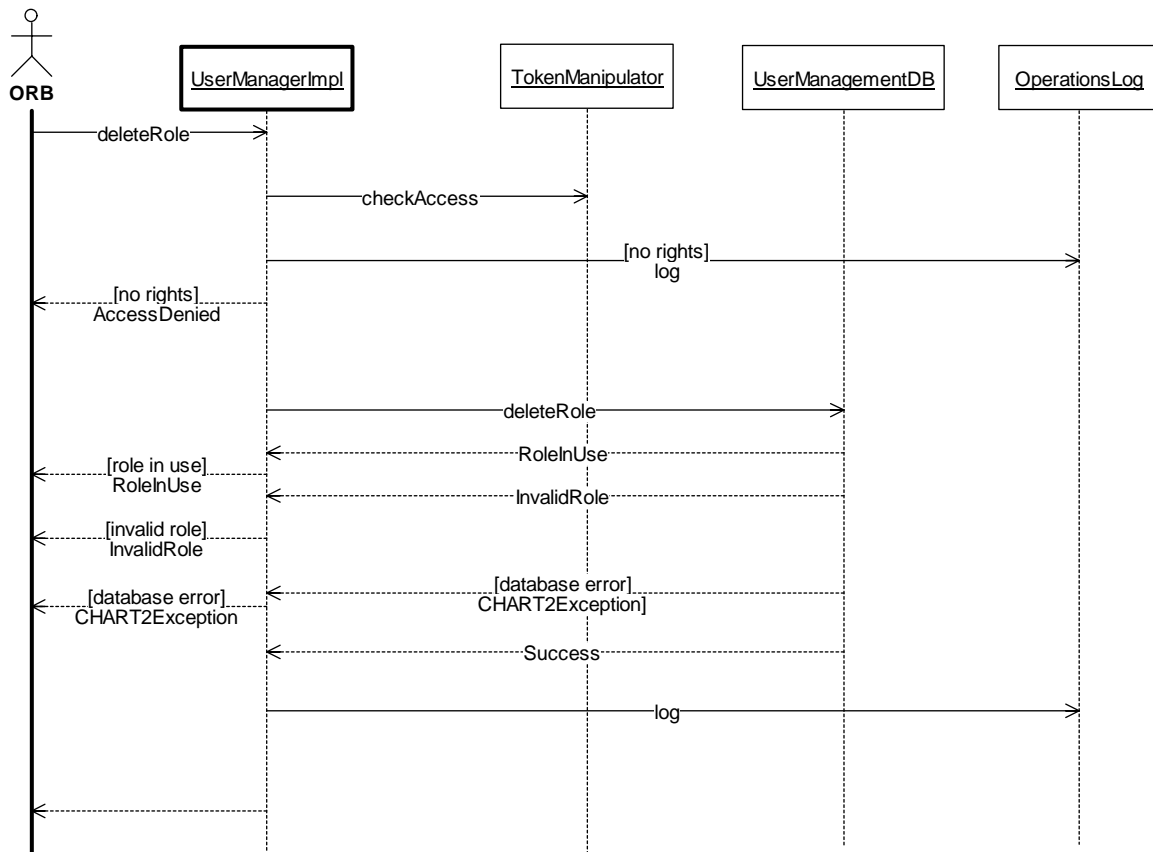 ORB
UserManagerImpl
TokenManipulator
UserManagementDB
OperationsLog
deleteRole
checkAccess
[no rights]
log
[no rights]
AccessDenied
deleteRole
RoleInUse
[role in use]
RoleInUse
InvalidRole
[invalid role]
InvalidRole
[database error]
CHART2Exception]
[database error]
CHART2Exception
Success
log